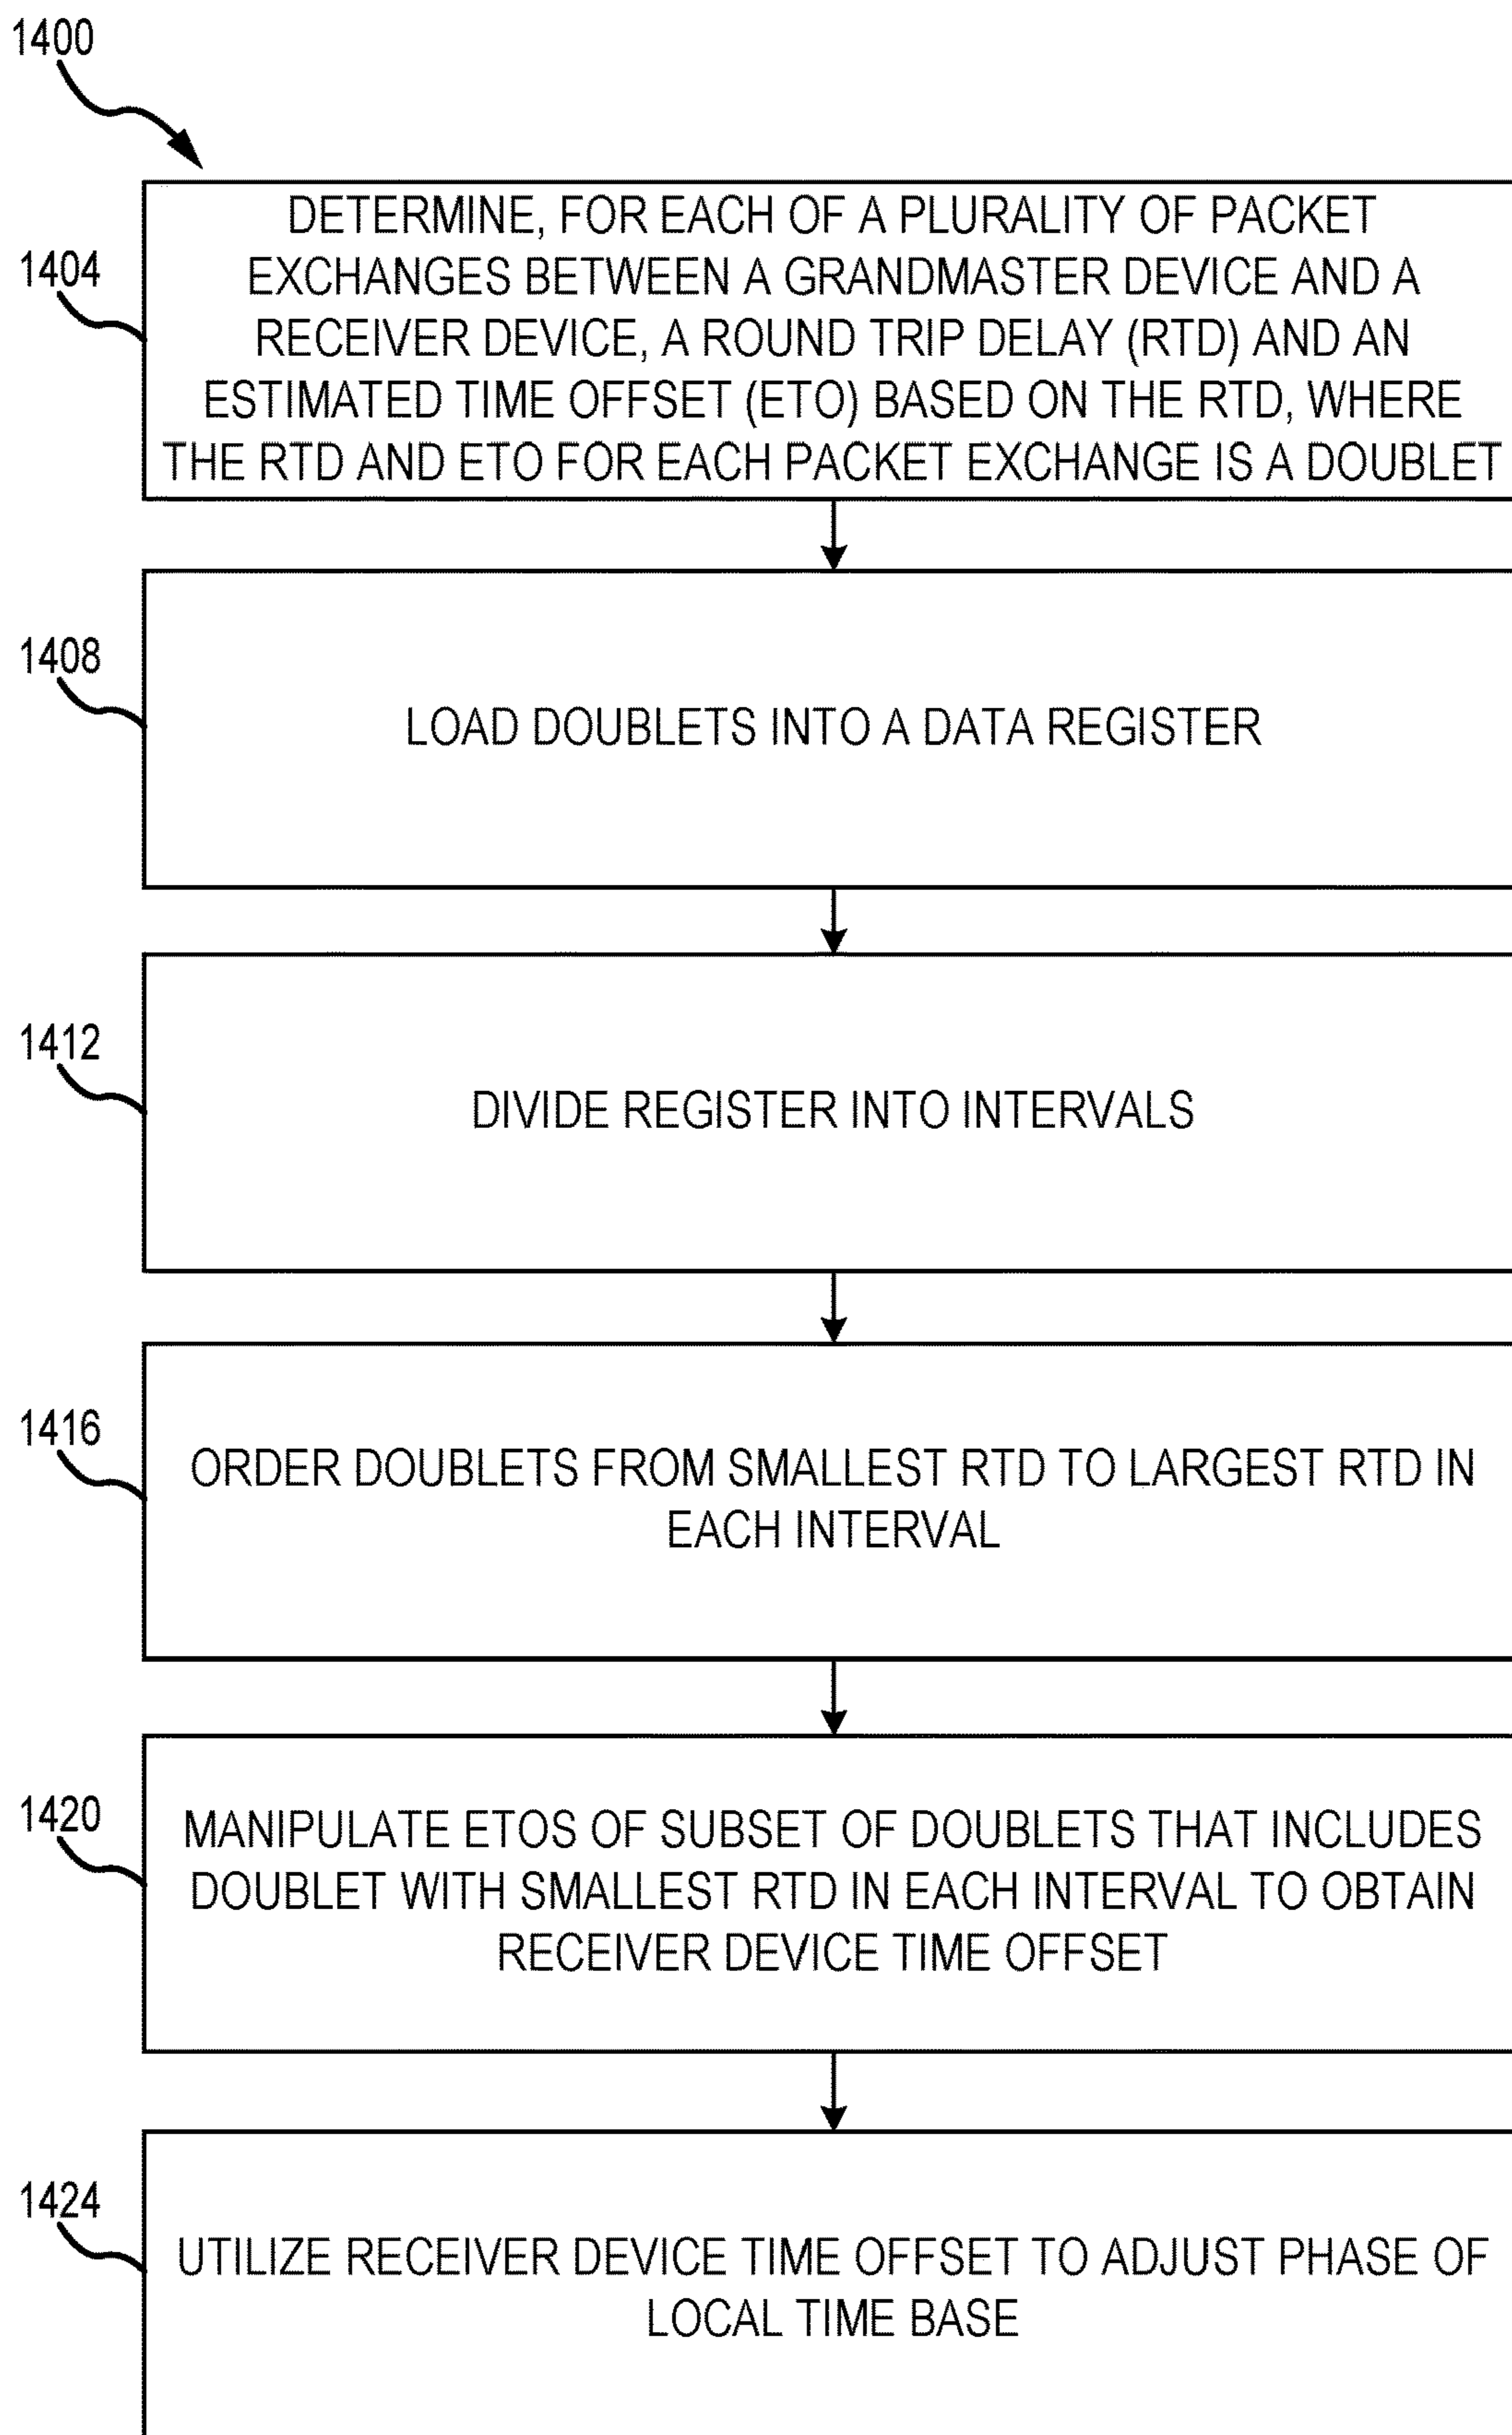 1400
1404
DETERMINE, FOR EACH OF A PLURALITY OF PACKET
EXCHANGES BETWEEN A GRANDMASTER DEVICE AND A
RECEIVER DEVICE, A ROUND TRIP DELAY (RTD) AND AN
ESTIMATED TIME OFFSET (ETO) BASED ON THE RTD, WHERE
THE RTD AND ETO FOR EACH PACKET EXCHANGE IS A DOUBLET
1408
LOAD DOUBLETS INTO A DATA REGISTER
1412
DIVIDE REGISTER INTO INTERVALS
1416
ORDER DOUBLETS FROM SMALLEST RTD TO LARGEST RTD IN
EACH INTERVAL
1420
MANIPULATE ETOS OF SUBSET OF DOUBLETS THAT INCLUDES
DOUBLET WITH SMALLEST RTD IN EACH INTERVAL TO OBTAIN
RECEIVER DEVICE TIME OFFSET
1424
UTILIZE RECEIVER DEVICE TIME OFFSET TO ADJUST PHASE OF
LOCAL TIME BASE